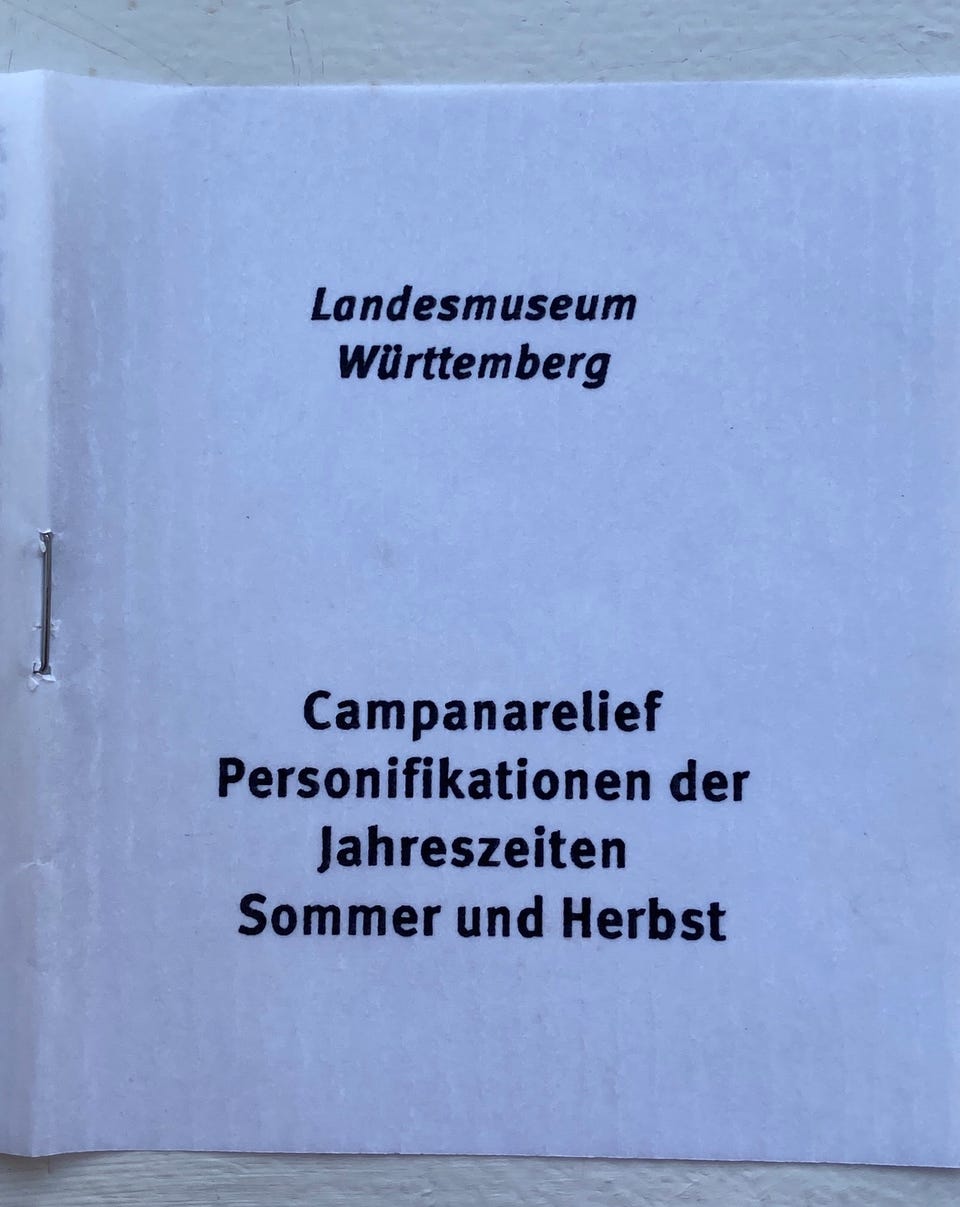 Landesmuseum
Württemberg
Campanarelief
Personifikationen der
Jahreszeiten
Sommer und Herbst